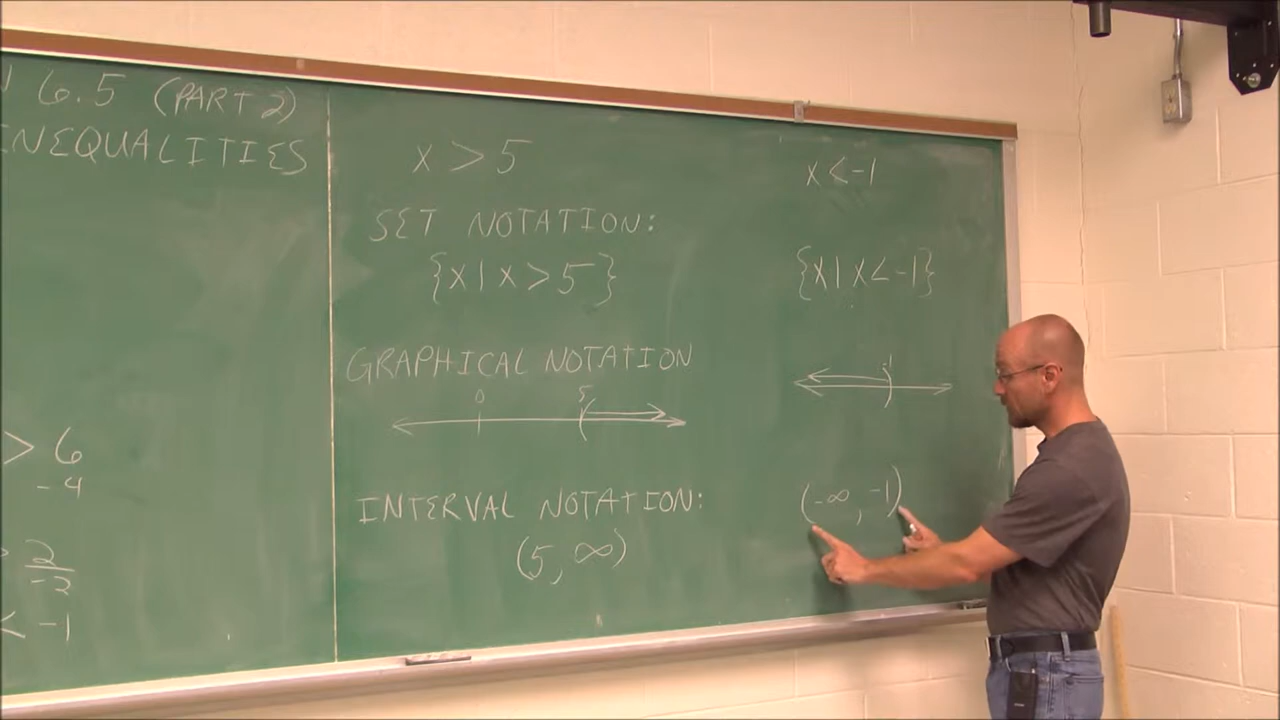 6.5 (PART 2)
INEQUALITIES
> 6
-4
2
-2
< -1
x > 5
SET NOTATION:
{x | x > 5}
GRAPHICAL NOTATION
0 5
INTERVAL NOTATION:
(5, ∞)
x < -1
{x | x < -1}
-1
(-∞, -1)